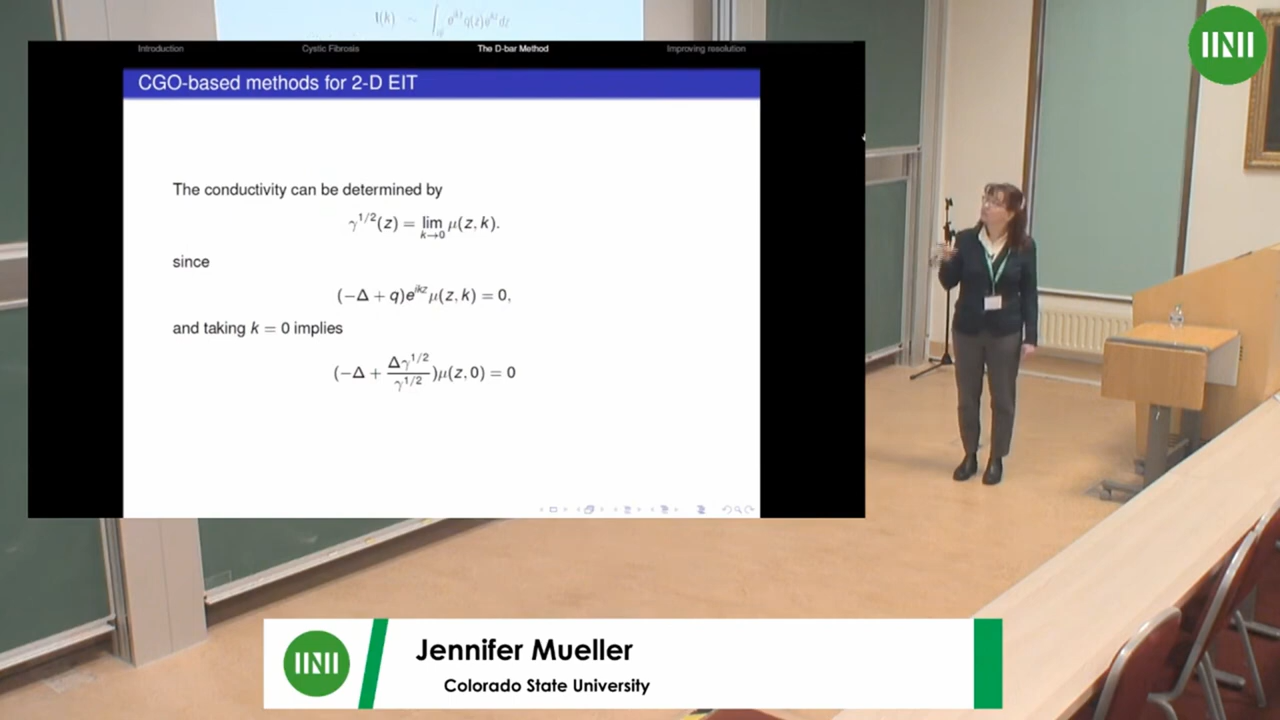 Introduction
Cystic Fibrosis
The D-bar Method
Improving resolution
CGO-based methods for 2-D EIT
The conductivity can be determined by
γ^{1/2}(z) = lim_{k→0} μ(z, k).
since
(−Δ + q)e^{ikz}μ(z, k) = 0,
and taking k = 0 implies
(−Δ + Δγ^{1/2}/γ^{1/2})μ(z, 0) = 0
Jennifer Mueller
Colorado State University